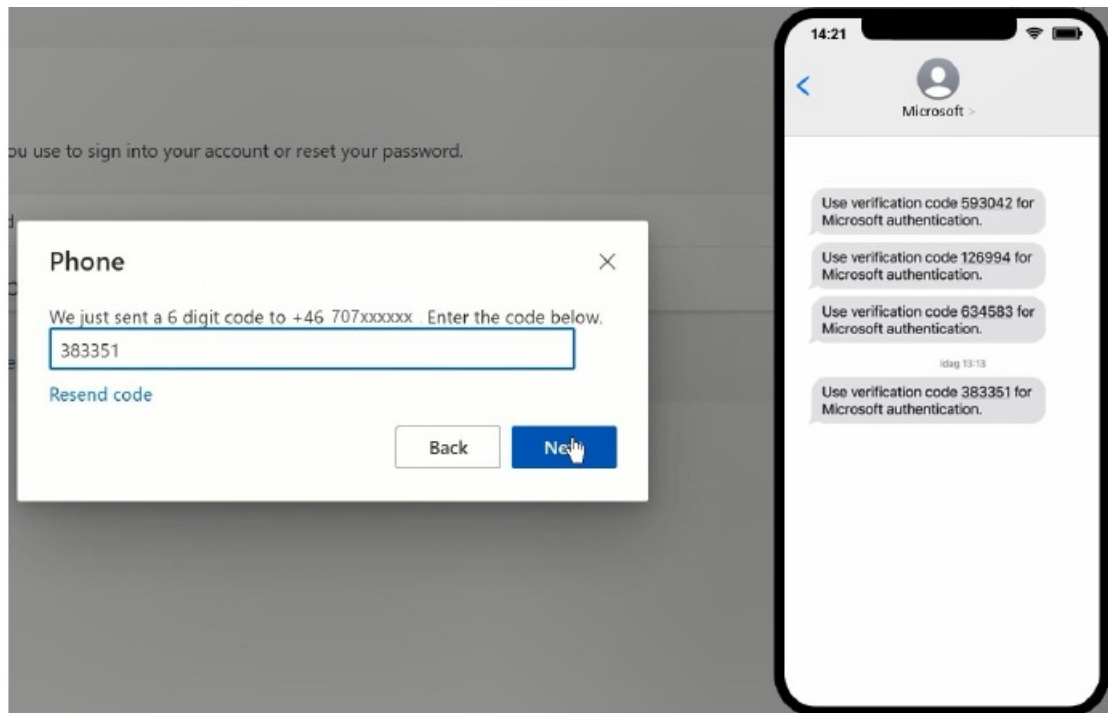 ou use to sign into your account or reset your password.
Phone
We just sent a 6 digit code to +46 707xxxxxx . Enter the code below.
383351
Resend code
Back
14:21
Microsoft >
Use verification code 593042 for
Microsoft authentication.
Use verification code 126994 for
Microsoft authentication.
Use verification code 634583 for
Microsoft authentication.
idag 13:13
Use verification code 383351 for
Microsoft authentication.